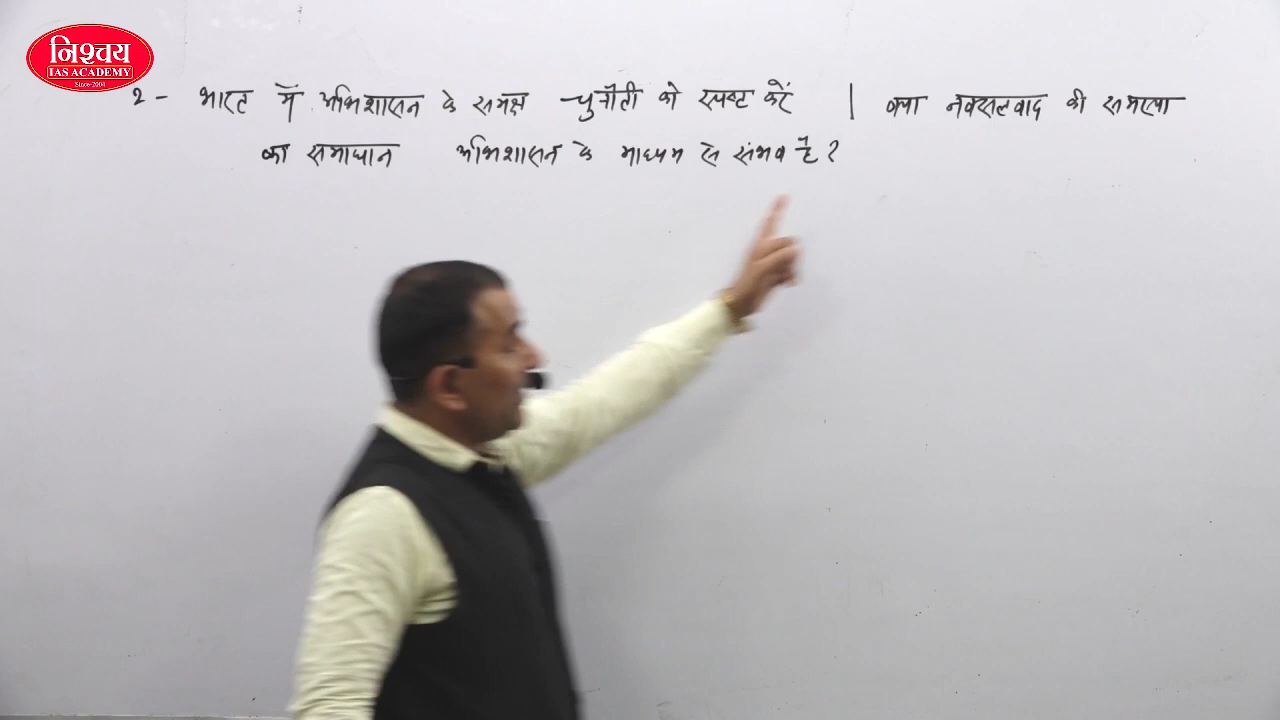 निश्चय
IAS ACADEMY
Since-2004
2- भारत में अभिशासन के समक्ष चुनौती को स्पष्ट करें | क्या नक्सलवाद की समस्या
का समाधान अभिशासन के माध्यम से संभव है?